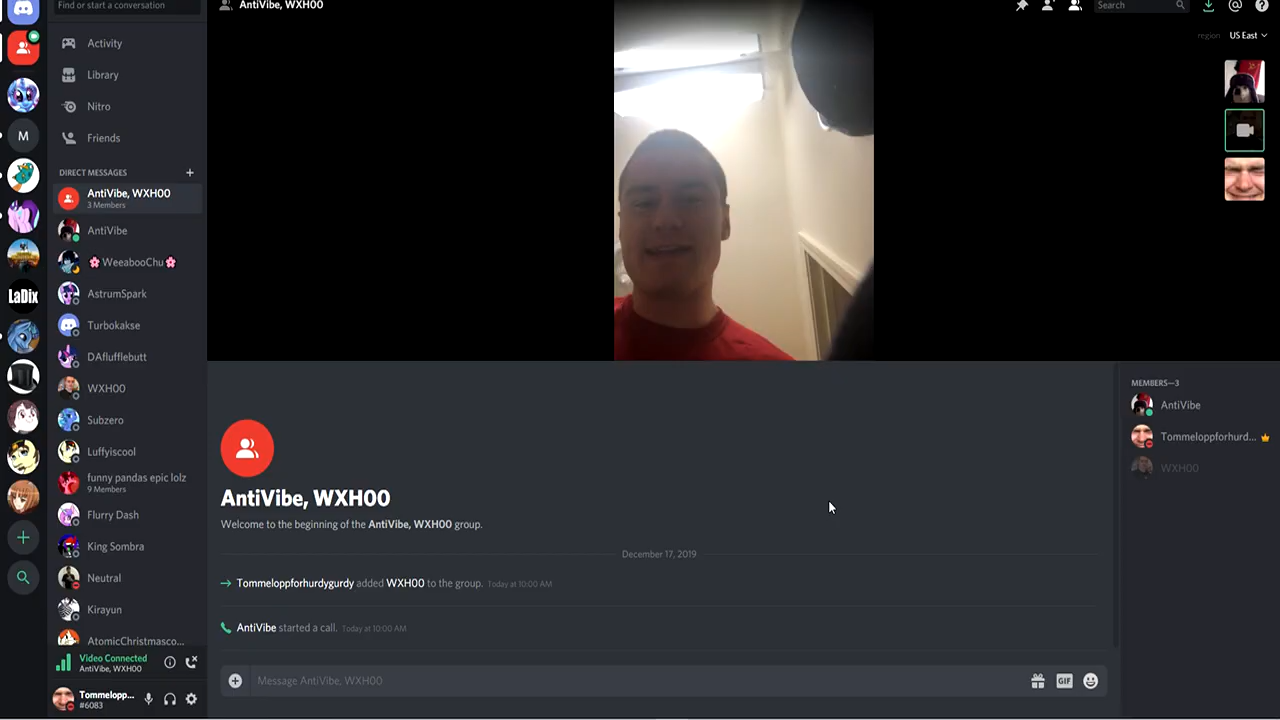 Find or start a conversation
AntiVibe, WXH00
Search
region US East
Activity
Library
Nitro
Friends
DIRECT MESSAGES
AntiVibe, WXH00
3 Members
AntiVibe
🌸WeeabooChu🌸
AstrumSpark
Turbokakse
DAflufflebutt
WXH00
Subzero
Luffyiscool
funny pandas epic lolz
9 Members
Flurry Dash
King Sombra
Neutral
Kirayun
AtomicChristmasco...
Video Connected
AntiVibe, WXH00
Tommelopp...
#6083
M
LaDix
AntiVibe, WXH00
Welcome to the beginning of the AntiVibe, WXH00 group.
December 17, 2019
Tommeloppforhurdygurdy added WXH00 to the group. Today at 10:00 AM
AntiVibe started a call. Today at 10:00 AM
Message AntiVibe, WXH00
GIF
MEMBERS—3
AntiVibe
Tommeloppforhurd...
WXH00